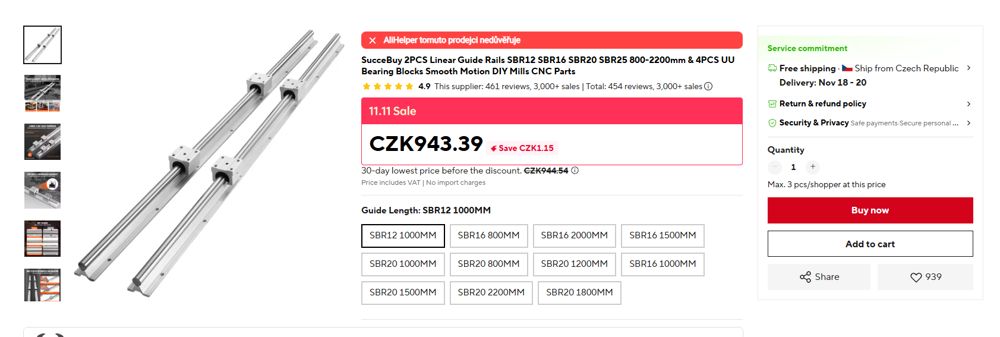 AliHelper tomuto prodejci nedůvěřuje
SucceBuy 2PCS Linear Guide Rails SBR12 SBR16 SBR20 SBR25 800-2200mm & 4PCS UU
Bearing Blocks Smooth Motion DIY Mills CNC Parts
4.9 This supplier: 461 reviews, 3,000+ sales | Total: 454 reviews, 3,000+ sales
11.11 Sale
CZK943.39 Save CZK1.15
30-day lowest price before the discount. CZK944.54
Price includes VAT | No import charges
Guide Length: SBR12 1000MM
SBR12 1000MM SBR16 800MM SBR16 2000MM SBR16 1500MM
SBR20 1000MM SBR20 800MM SBR20 1200MM SBR16 1000MM
SBR20 1500MM SBR20 2200MM SBR20 1800MM
Service commitment
Free shipping · Ship from Czech Republic
Delivery: Nov 18 - 20
Return & refund policy
Security & Privacy Safe payments·Secure personal ...
Quantity
1
Max. 3 pcs/shopper at this price
Buy now
Add to cart
Share 939